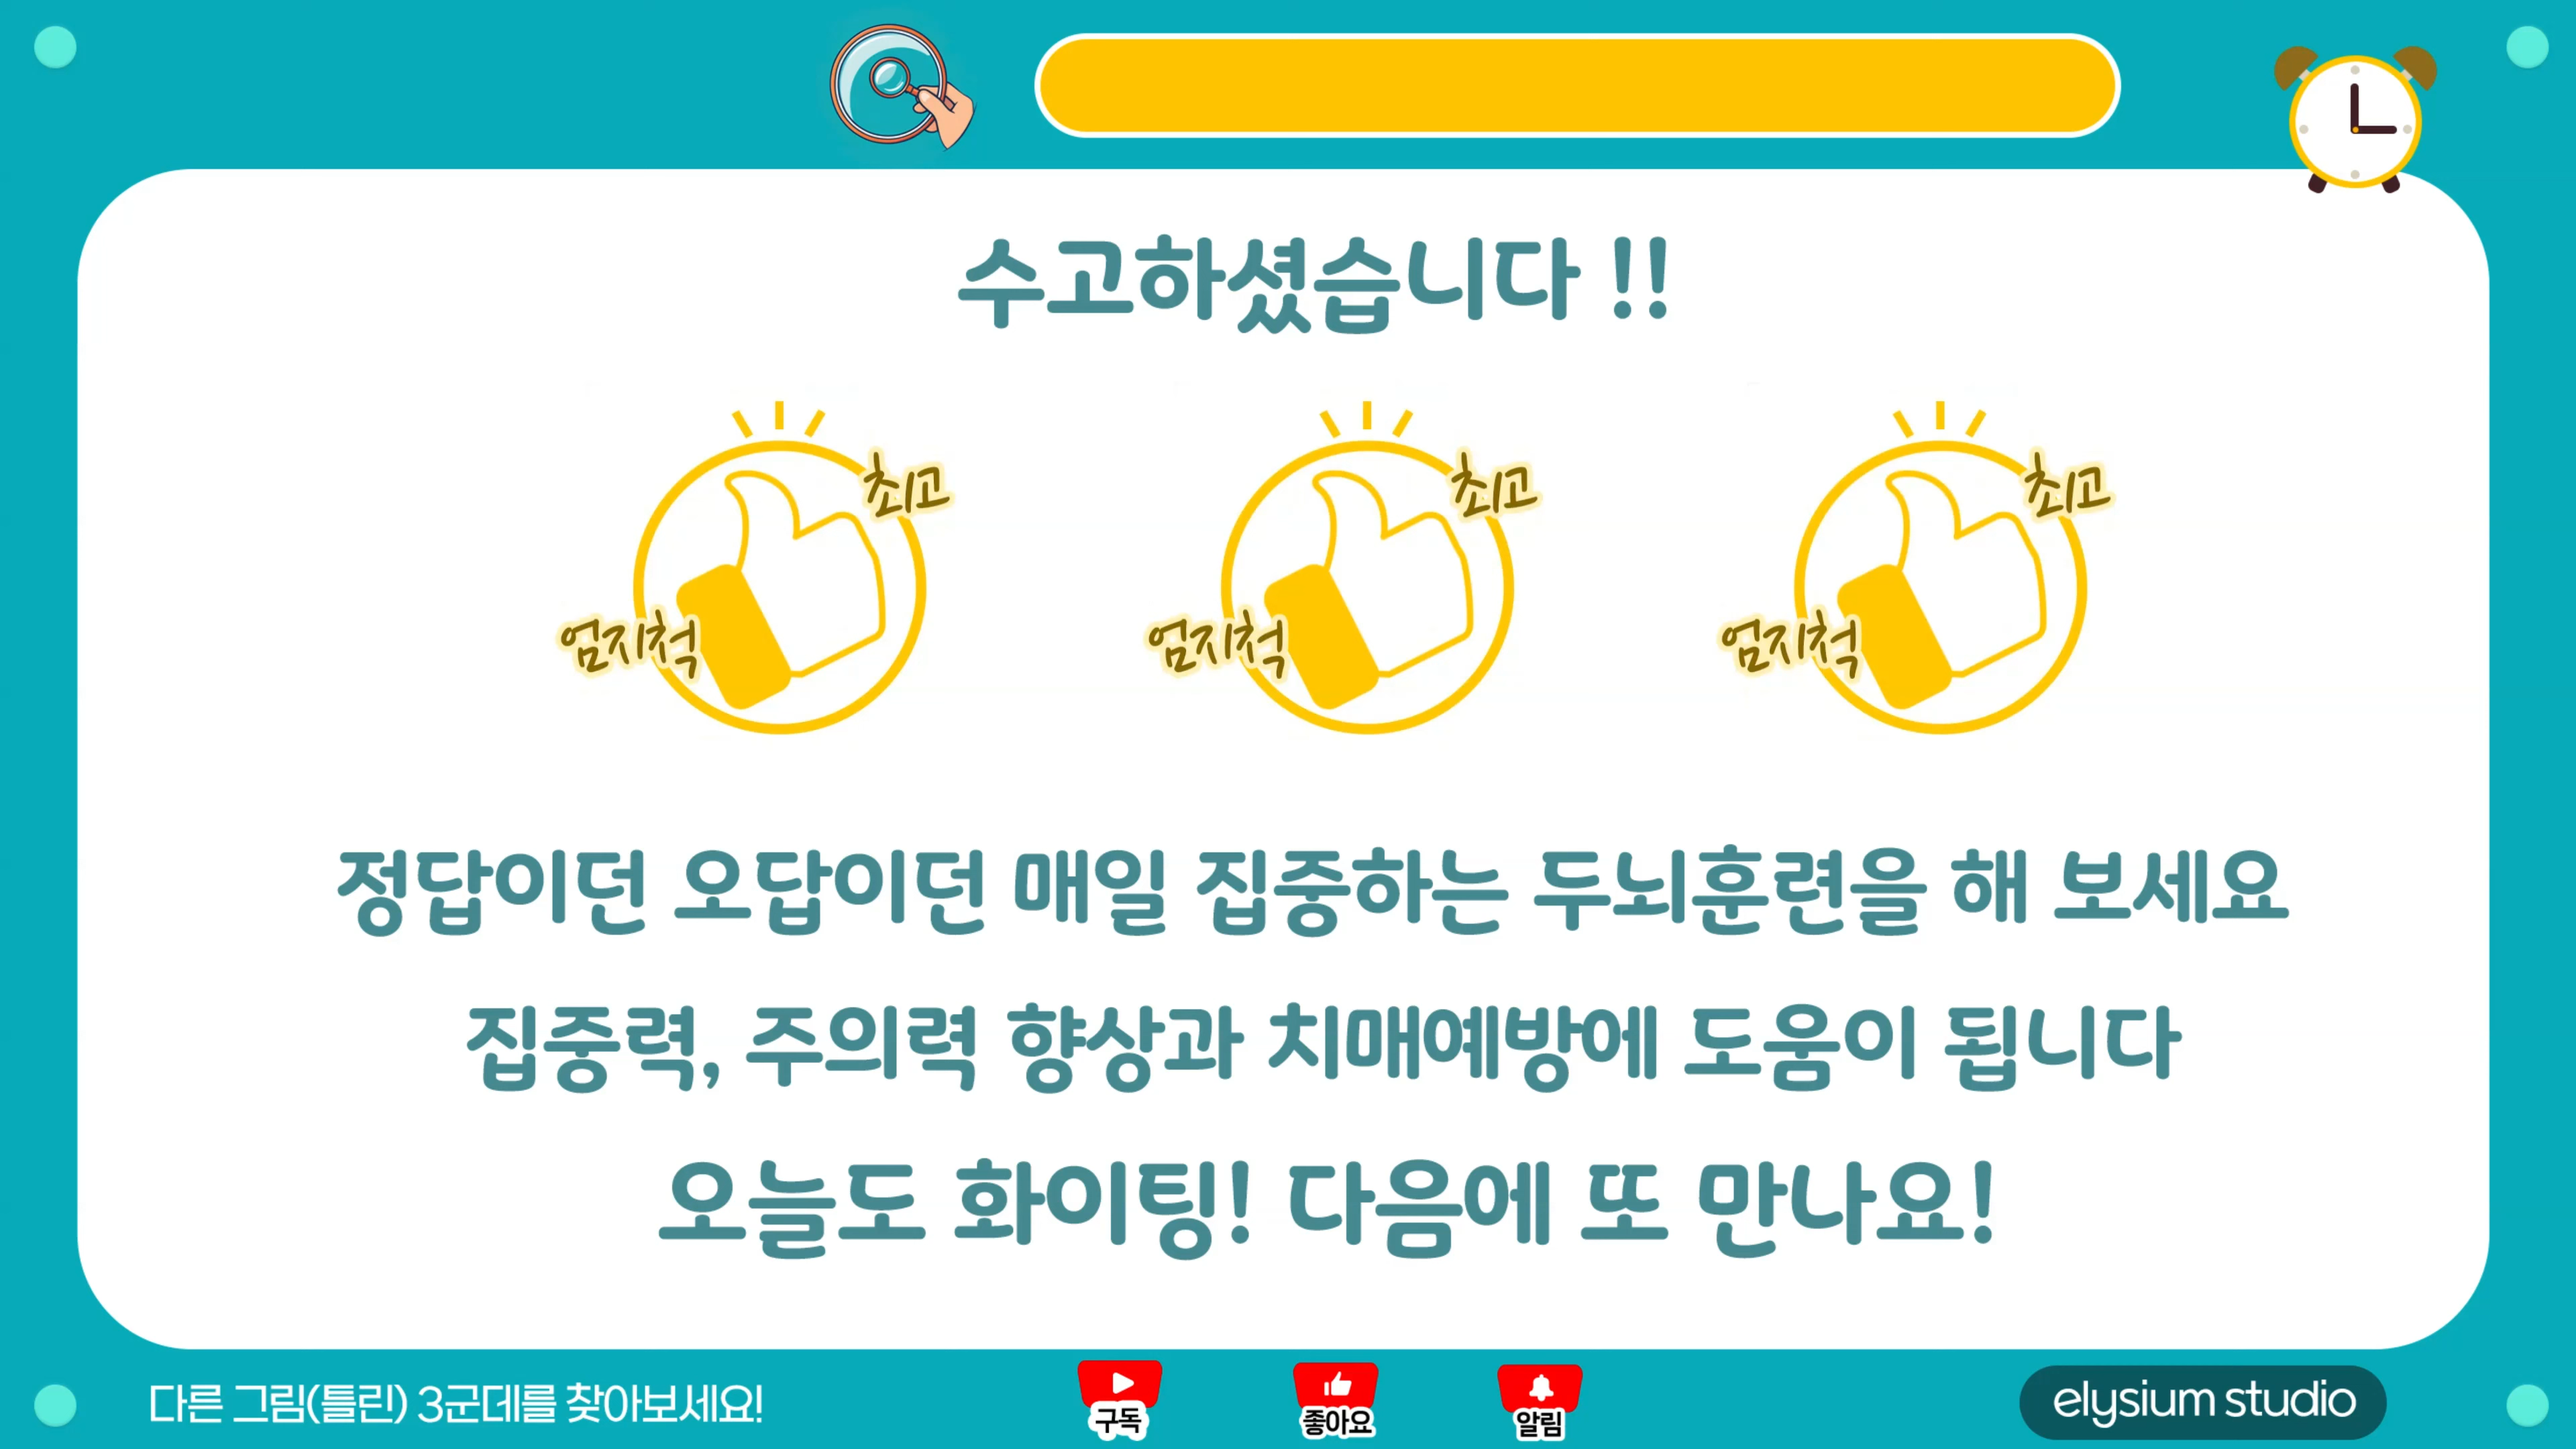 수고하셨습니다 !!
최고
엄지척
최고
엄지척
최고
엄지척
정답이던 오답이던 매일 집중하는 두뇌훈련을 해 보세요
집중력, 주의력 향상과 치매예방에 도움이 됩니다
오늘도 화이팅! 다음에 또 만나요!
다른 그림(틀린) 3군데를 찾아보세요!
구독
좋아요
알림
elysium studio